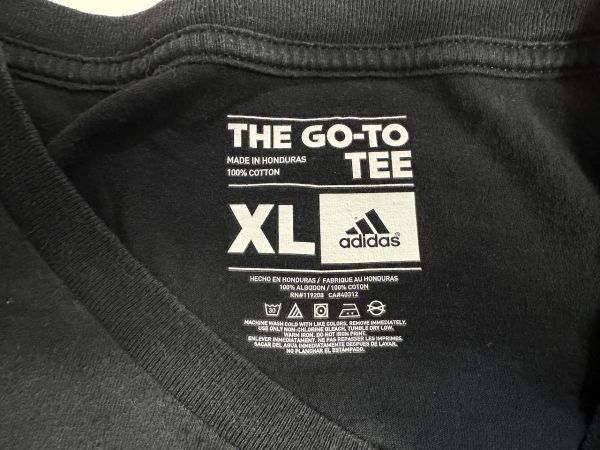 THE GO-TO
TEE
MADE IN HONDURAS
100% COTTON
XL
adidas®
HECHO EN HONDURAS / FABRIQUE AU HONDURAS
100% ALGODON / 100% COTON
RN#119208 CA#40312
30
MACHINE WASH COLD WITH LIKE COLORS. REMOVE IMMEDIATELY.
USE ONLY NON-CHLORINE BLEACH, TUMBLE DRY LOW.
WARM IRON. DO NOT IRON PRINT.
ENLEVER IMMEDIATAMENT. NE PAS REPASSER LES IMPRIMES.
SACAR DEL AGUA INMEDIATAMENTE DESPUES DE LAVAR.
NO PLANCHAR EL ESTAMPADO.